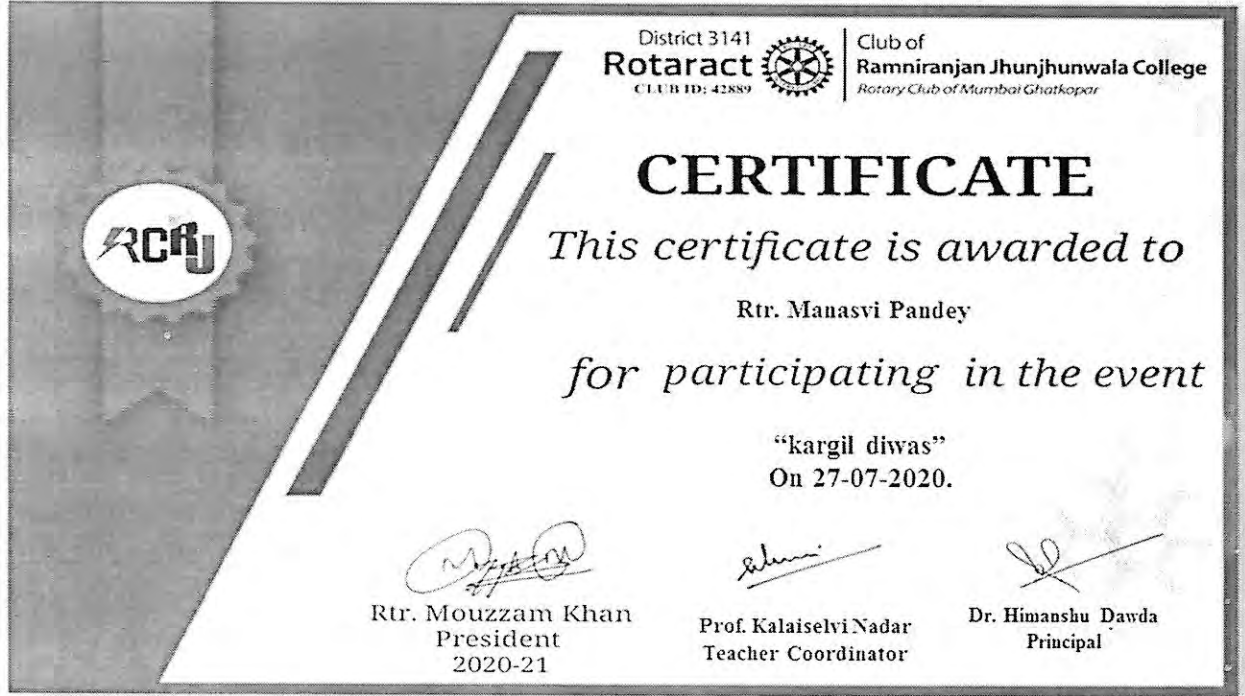 District 3141
Rotaract
CLUB ID: 42889
Club of
Ramniranjan Jhunjhunwala College
Rotary Club of Mumbai Ghatkopar
RCRJ
CERTIFICATE
This certificate is awarded to
Rtr. Manasvi Pandey
for participating in the event
“kargil diwas”
On 27-07-2020.
Rtr. Mouzzam Khan
President
2020-21
Prof. Kalaiselvi Nadar
Teacher Coordinator
Dr. Himanshu Dawda
Principal